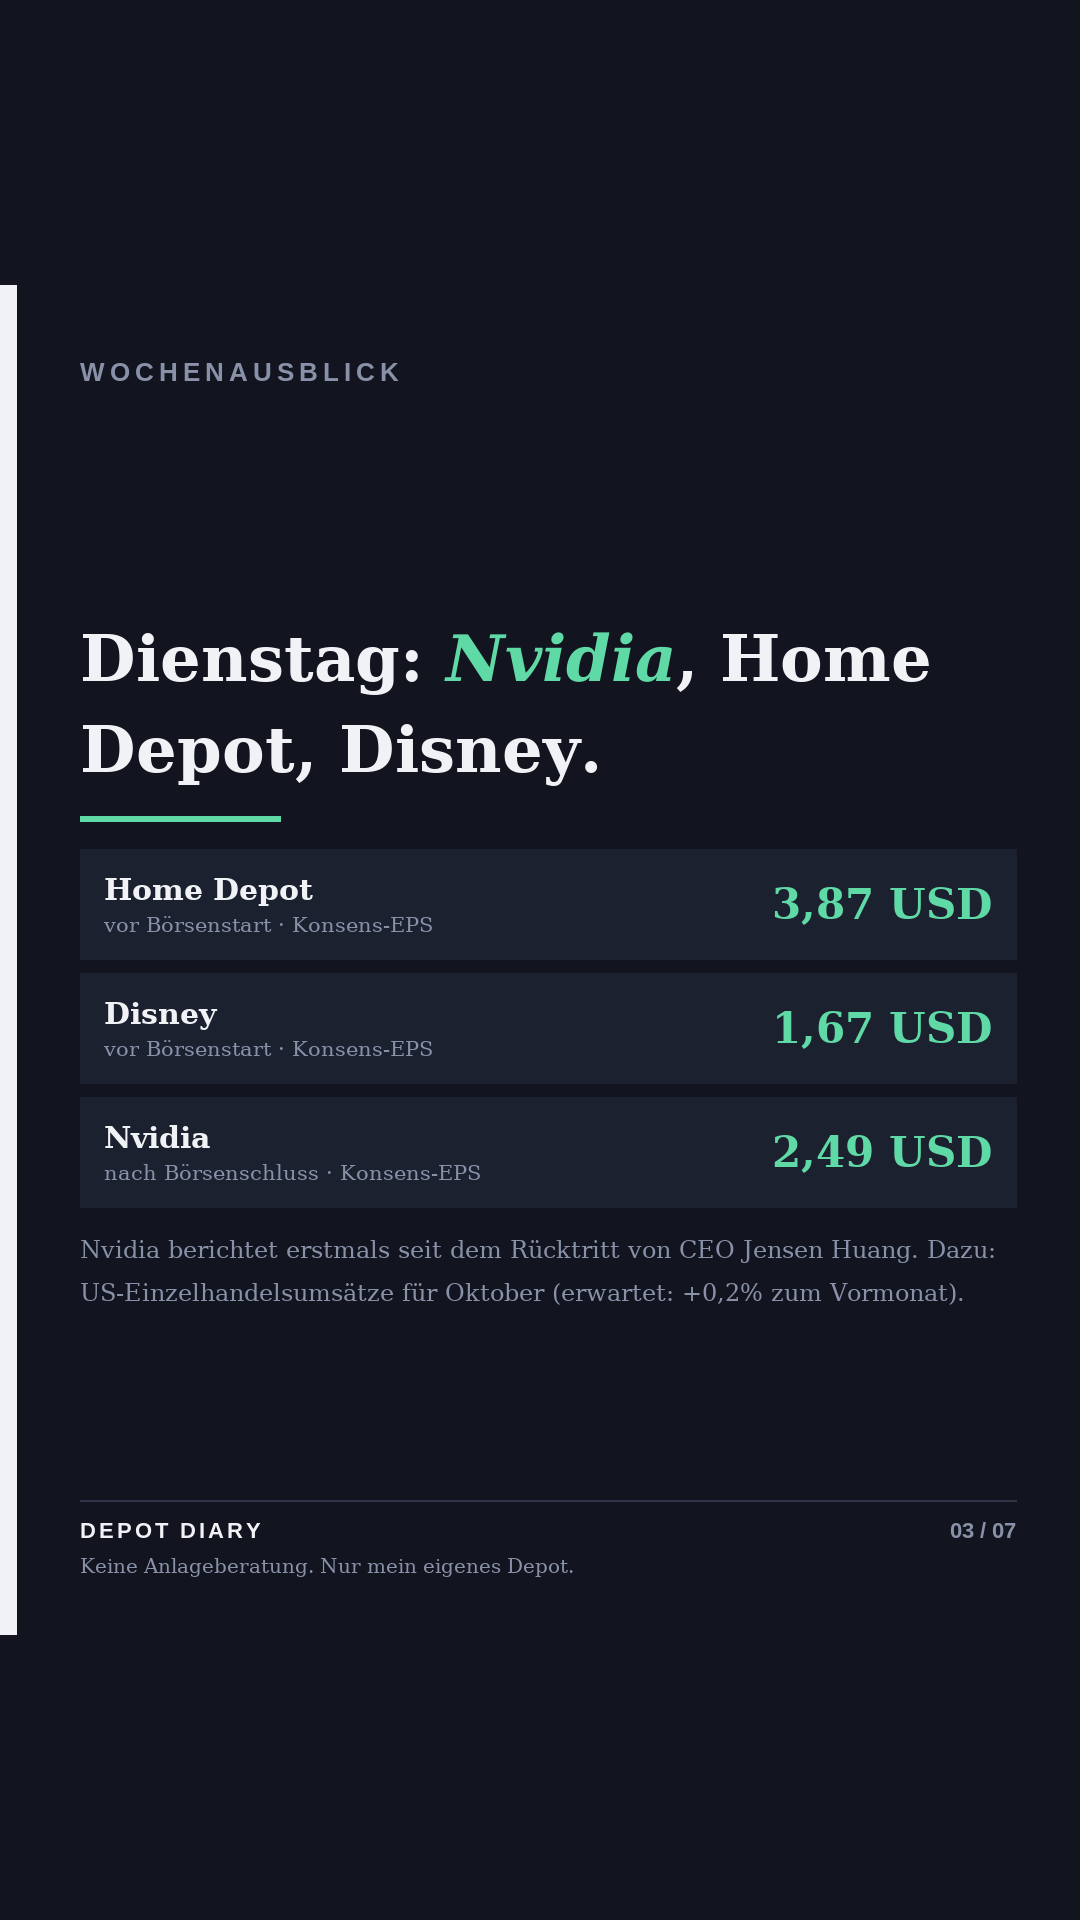 WOCHENAUSBLICK
Dienstag: Nvidia, Home
Depot, Disney.
Home Depot
vor Börsenstart · Konsens-EPS
3,87 USD
Disney
vor Börsenstart · Konsens-EPS
1,67 USD
Nvidia
nach Börsenschluss · Konsens-EPS
2,49 USD
Nvidia berichtet erstmals seit dem Rücktritt von CEO Jensen Huang. Dazu:
US-Einzelhandelsumsätze für Oktober (erwartet: +0,2% zum Vormonat).
DEPOT DIARY
03 / 07
Keine Anlageberatung. Nur mein eigenes Depot.